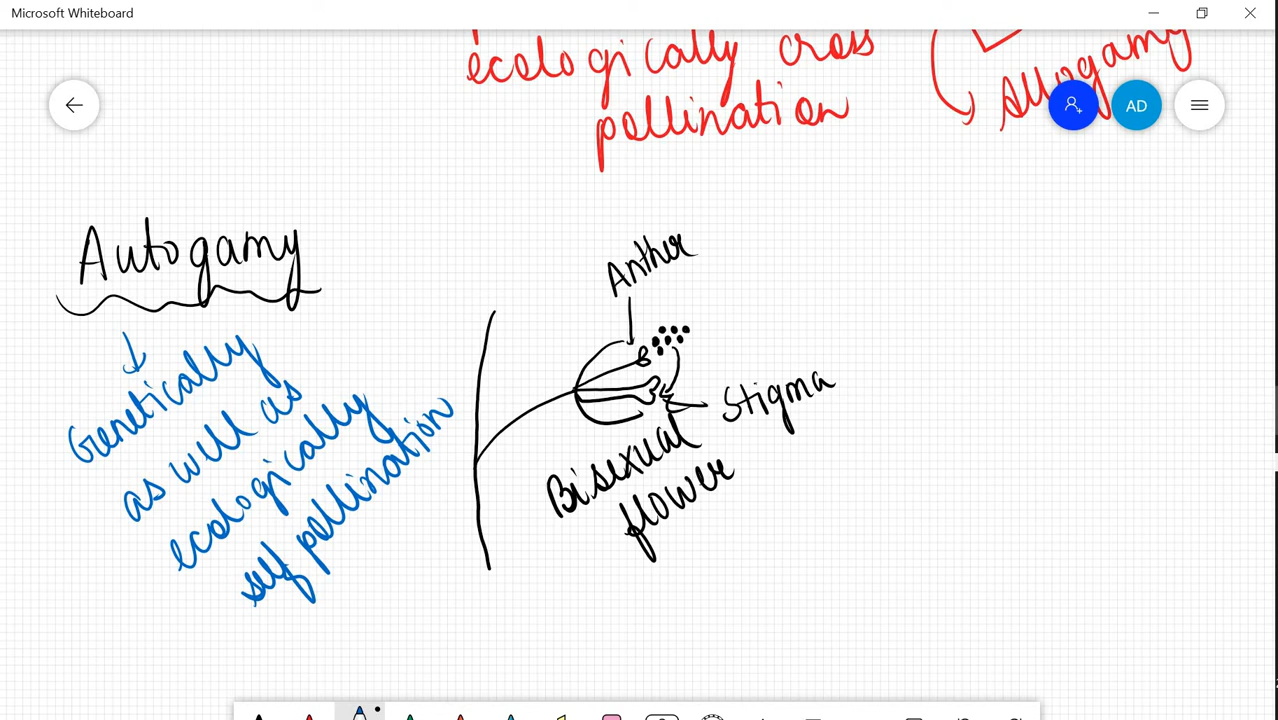 Microsoft Whiteboard
ecologically cross
pollination
allogamy
AD
Autogamy
Genetically
as well as
ecologically
self pollination
Anther
Stigma
Bisexual
flower